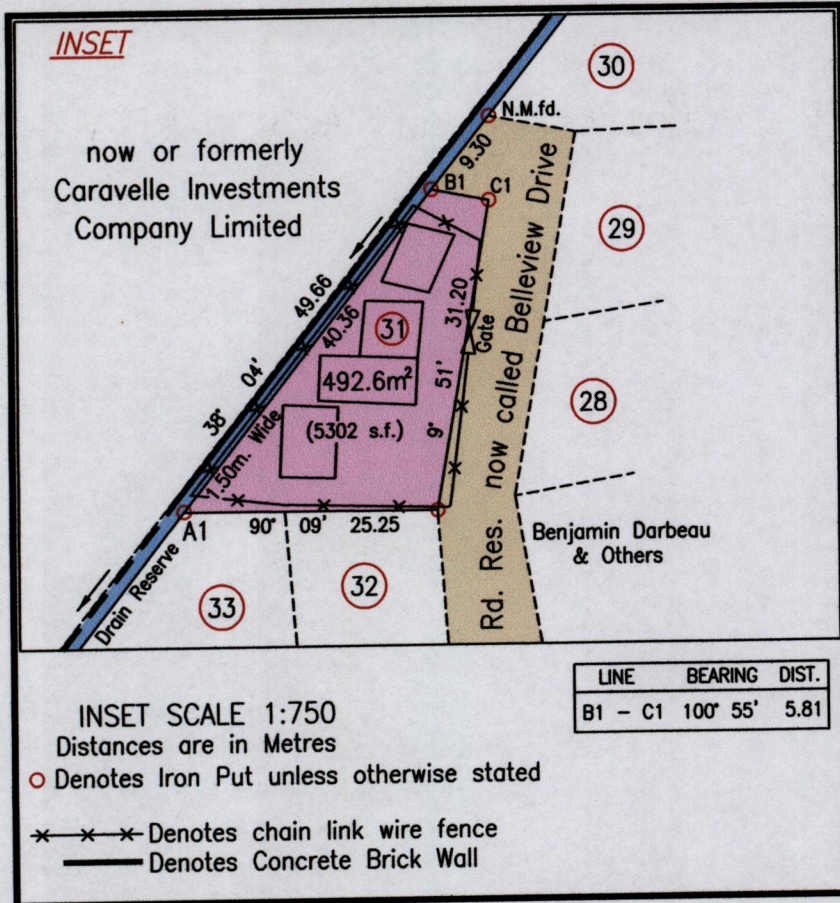 INSET
30
N.M.fd.
now or formerly
Caravelle Investments
Company Limited
9.30
B1
C1
29
49.66
40.36
31
31.20
Gate
492.6m²
(5302 s.f.)
38° 04'
1.50m. Wide
9° 51'
28
Rd. Res. now called Belleview Drive
A1
90° 09' 25.25
Drain Reserve
Benjamin Darbeau
& Others
33
32
LINE BEARING DIST.
B1 - C1 100° 55' 5.81
INSET SCALE 1:750
Distances are in Metres
Denotes Iron Put unless otherwise stated
Denotes chain link wire fence
Denotes Concrete Brick Wall